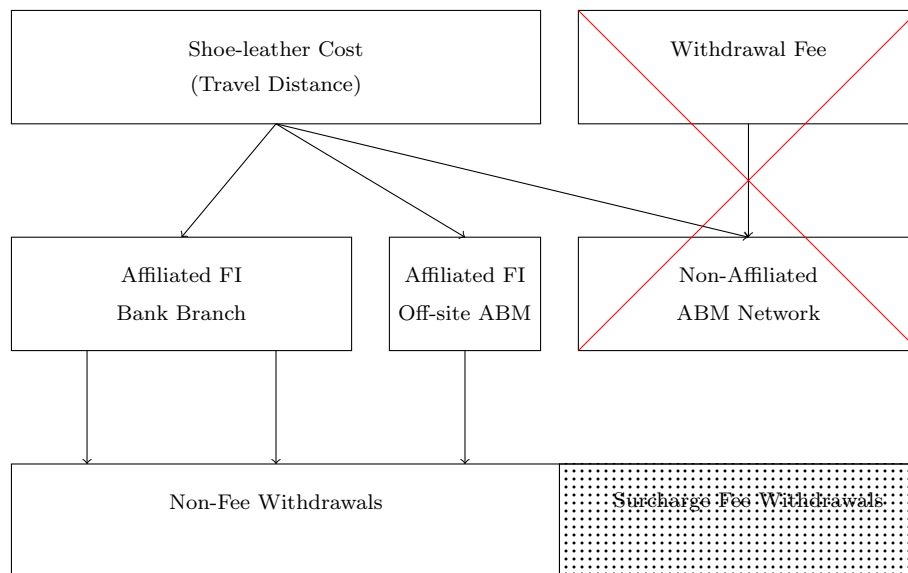 Shoe-leather Cost
(Travel Distance)
Withdrawal Fee
Affiliated FI
Bank Branch
Affiliated FI
Off-site ABM
Non-Affiliated
ABM Network
Non-Fee Withdrawals
Surcharge Fee Withdrawals